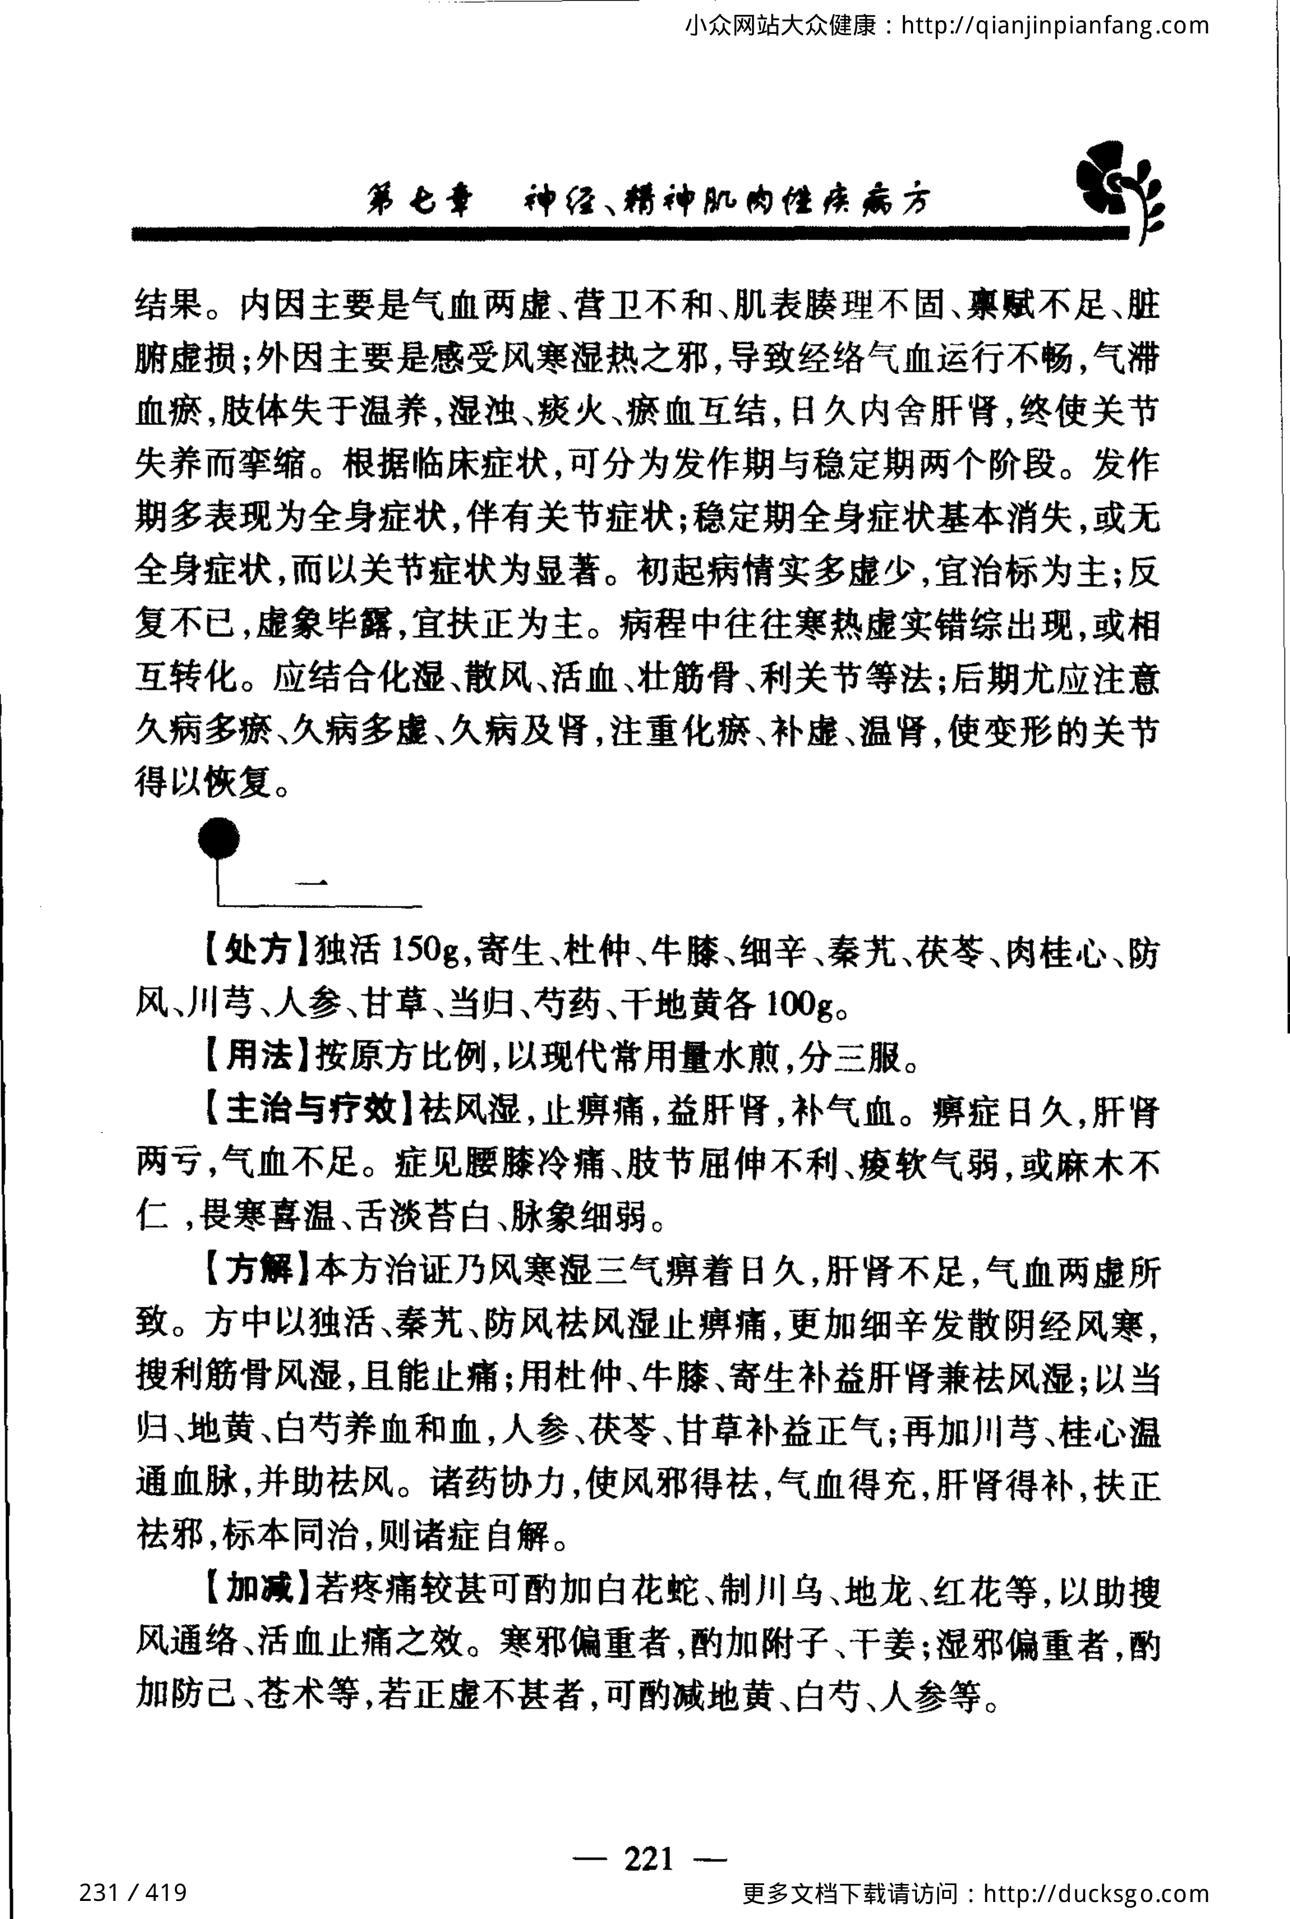 小众网站大众健康：http://qianjinpianfang.com
第七章　神经、精神肌肉性疾病方
结果。内因主要是气血两虚、营卫不和、肌表腠理不固、禀赋不足、脏
腑虚损；外因主要是感受风寒湿热之邪，导致经络气血运行不畅，气滞
血瘀，肢体失于温养，湿浊、痰火、瘀血互结，日久内舍肝肾，终使关节
失养而挛缩。根据临床症状，可分为发作期与稳定期两个阶段。发作
期多表现为全身症状，伴有关节症状；稳定期全身症状基本消失，或无
全身症状，而以关节症状为显著。初起病情实多虚少，宜治标为主；反
复不已，虚象毕露，宜扶正为主。病程中往往寒热虚实错综出现，或相
互转化。应结合化湿、散风、活血、壮筋骨、利关节等法；后期尤应注意
久病多瘀、久病多虚、久病及肾，注重化瘀、补虚、温肾，使变形的关节
得以恢复。
一
【处方】独活 150g，寄生、杜仲、牛膝、细辛、秦艽、茯苓、肉桂心、防
风、川芎、人参、甘草、当归、芍药、干地黄各 100g。
【用法】按原方比例，以现代常用量水煎，分三服。
【主治与疗效】祛风湿，止痹痛，益肝肾，补气血。痹症日久，肝肾
两亏，气血不足。症见腰膝冷痛、肢节屈伸不利、痠软气弱，或麻木不
仁 ，畏寒喜温、舌淡苔白、脉象细弱。
【方解】本方治证乃风寒湿三气痹着日久，肝肾不足，气血两虚所
致。方中以独活、秦艽、防风祛风湿止痹痛，更加细辛发散阴经风寒，
搜利筋骨风湿，且能止痛；用杜仲、牛膝、寄生补益肝肾兼祛风湿；以当
归、地黄、白芍养血和血，人参、茯苓、甘草补益正气；再加川芎、桂心温
通血脉，并助祛风。诸药协力，使风邪得祛，气血得充，肝肾得补，扶正
祛邪，标本同治，则诸症自解。
【加减】若疼痛较甚可酌加白花蛇、制川乌、地龙、红花等，以助搜
风通络、活血止痛之效。寒邪偏重者，酌加附子、干姜；湿邪偏重者，酌
加防己、苍术等，若正虚不甚者，可酌减地黄、白芍、人参等。
— 221 —
231 / 419
更多文档下载请访问：http://ducksgo.com